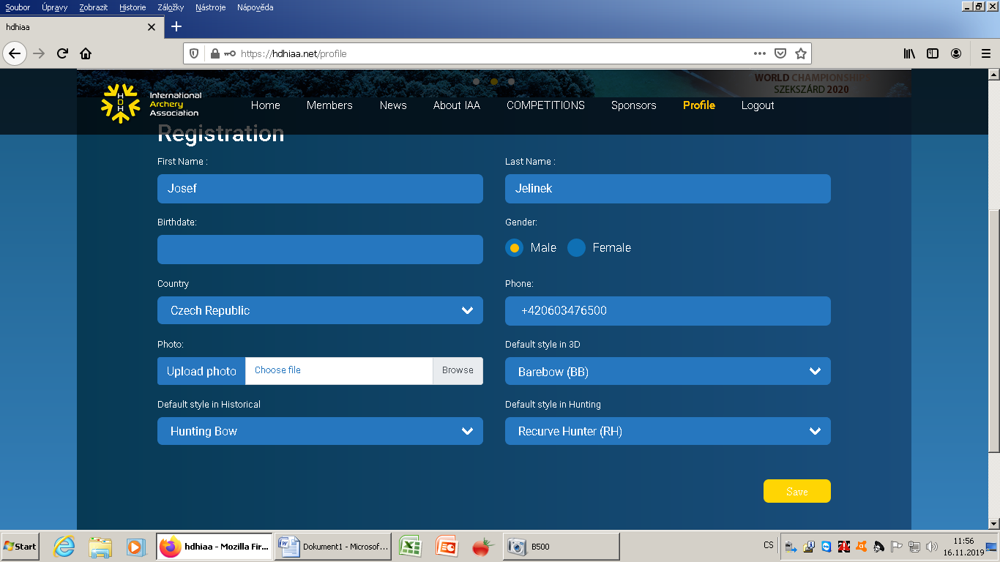 Soubor Úpravy Zobrazit Historie Záložky Nástroje Nápověda
hdhiaa
https://hdhiaa.net/profile
WORLD CHAMPIONSHIP
SZEKSZÁRD 2020
HDH International Archery Association
Home Members News About IAA COMPETITIONS Sponsors Profile Logout
Registration
First Name : Last Name :
Josef Jelinek
Birthdate: Gender:
Male Female
Country Phone:
Czech Republic +420603476500
Photo: Default style in 3D
Upload photo Choose file Browse Barebow (BB)
Default style in Historical Default style in Hunting
Hunting Bow Recurve Hunter (RH)
Save
Start hdhiaa - Mozilla Fir... Dokument1 - Microsof... B500 CS 11:56
16.11.2019